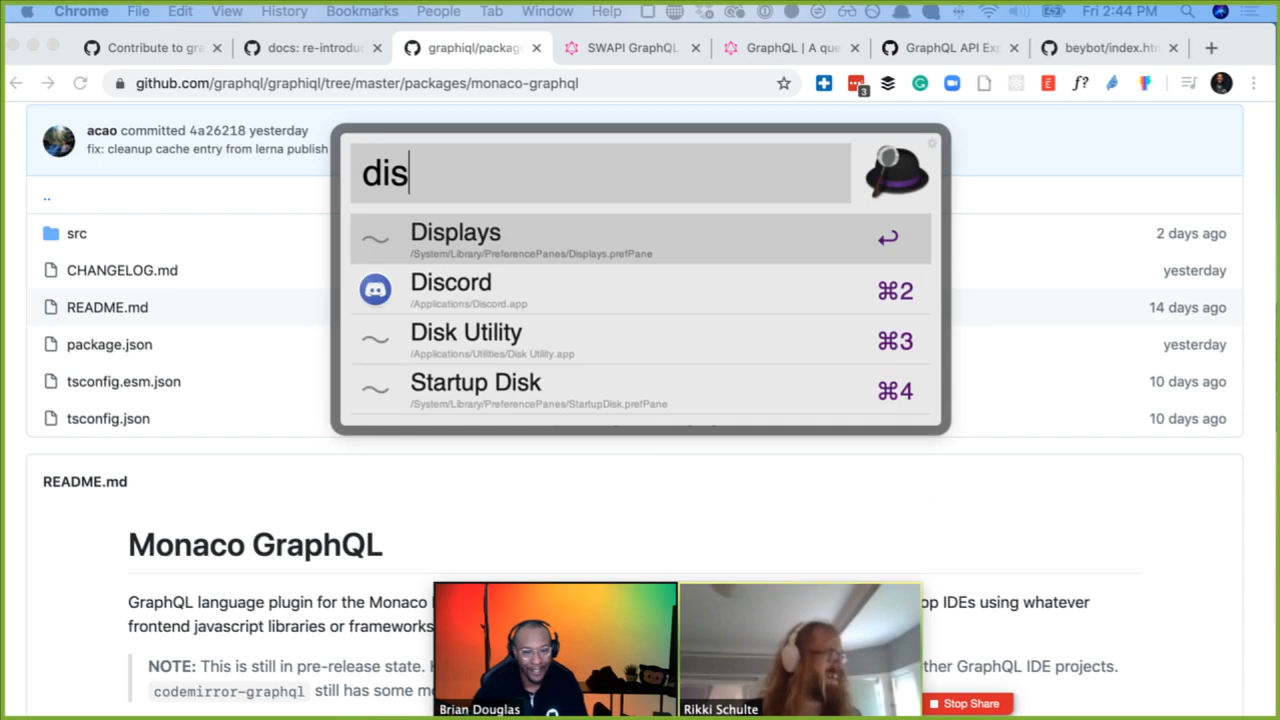 Chrome File Edit View History Bookmarks People Tab Window Help Fri 2:44 PM
Contribute to gra
docs: re-introduc
graphiql/package
SWAPI GraphQL
GraphQL | A que
GraphQL API Exp
beybot/index.htm
github.com/graphql/graphiql/tree/master/packages/monaco-graphql
3
E
f?
acao committed 4a26218 yesterday
fix: cleanup cache entry from lerna publish
dis
Displays
/System/Library/PreferencePanes/Displays.prefPane
Discord ⌘2
/Applications/Discord.app
Disk Utility ⌘3
/Applications/Utilities/Disk Utility.app
Startup Disk ⌘4
/System/Library/PreferencePanes/StartupDisk.prefPane
..
src 2 days ago
CHANGELOG.md yesterday
README.md 14 days ago
package.json yesterday
tsconfig.esm.json 10 days ago
tsconfig.json 10 days ago
README.md
Monaco GraphQL
GraphQL language plugin for the Monaco op IDEs using whatever
frontend javascript libraries or frameworks
NOTE: This is still in pre-release state. ther GraphQL IDE projects.
codemirror-graphql still has some mo
Brian Douglas
Rikki Schulte
Stop Share